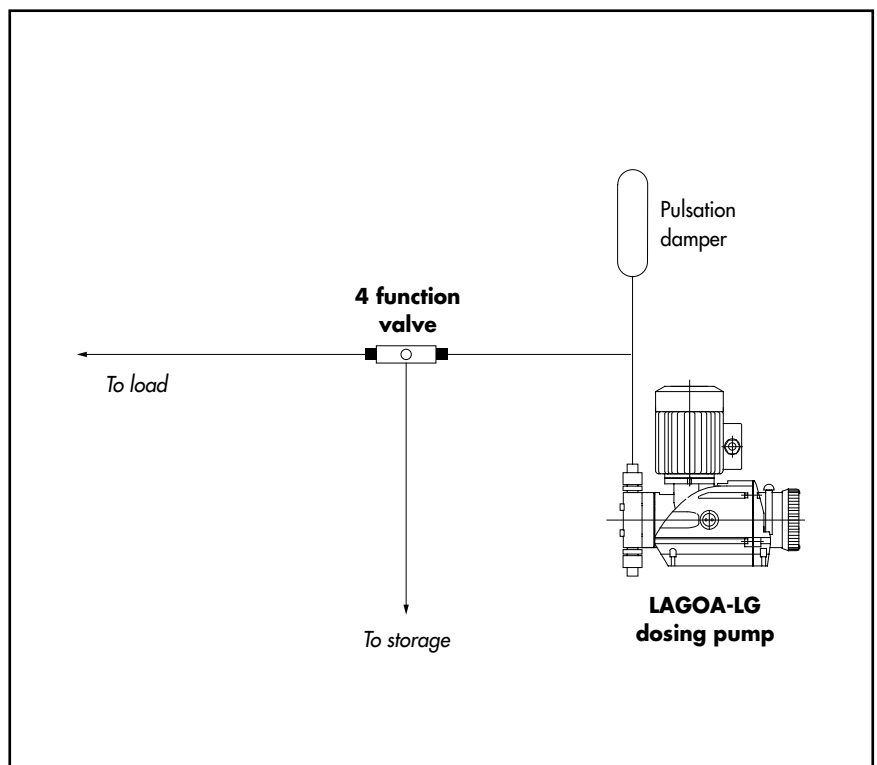 Pulsation
damper
4 function
valve
To load
To storage
LAGOA-LG
dosing pump